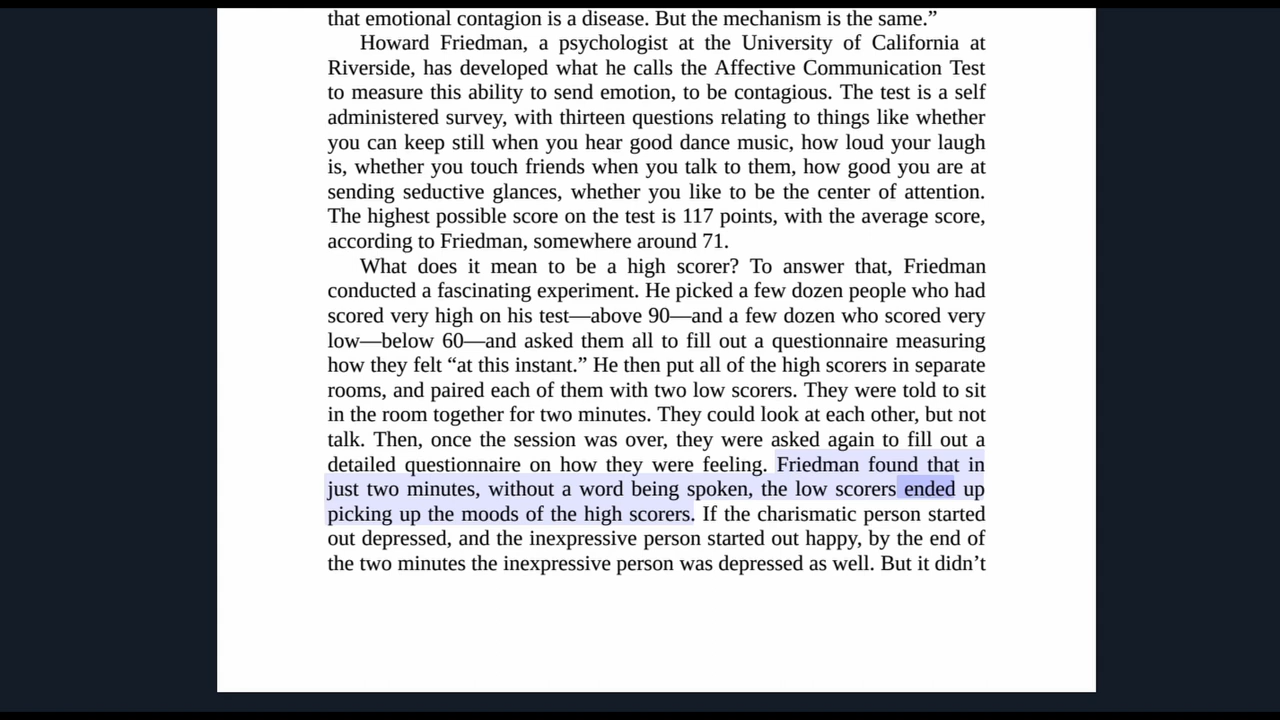 that emotional contagion is a disease. But the mechanism is the same.”
Howard Friedman, a psychologist at the University of California at
Riverside, has developed what he calls the Affective Communication Test
to measure this ability to send emotion, to be contagious. The test is a self
administered survey, with thirteen questions relating to things like whether
you can keep still when you hear good dance music, how loud your laugh
is, whether you touch friends when you talk to them, how good you are at
sending seductive glances, whether you like to be the center of attention.
The highest possible score on the test is 117 points, with the average score,
according to Friedman, somewhere around 71.
What does it mean to be a high scorer? To answer that, Friedman
conducted a fascinating experiment. He picked a few dozen people who had
scored very high on his test—above 90—and a few dozen who scored very
low—below 60—and asked them all to fill out a questionnaire measuring
how they felt “at this instant.” He then put all of the high scorers in separate
rooms, and paired each of them with two low scorers. They were told to sit
in the room together for two minutes. They could look at each other, but not
talk. Then, once the session was over, they were asked again to fill out a
detailed questionnaire on how they were feeling. Friedman found that in
just two minutes, without a word being spoken, the low scorers ended up
picking up the moods of the high scorers. If the charismatic person started
out depressed, and the inexpressive person started out happy, by the end of
the two minutes the inexpressive person was depressed as well. But it didn’t